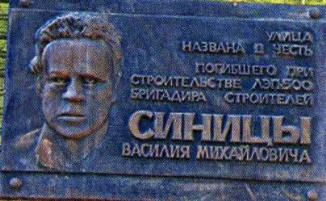 УЛИЦА
НАЗВАНА В ЧЕСТЬ
ПОГИБШЕГО ПРИ
СТРОИТЕЛЬСТВЕ ЛЭП-500
БРИГАДИРА СТРОИТЕЛЕЙ
СИНИЦЫ
ВАСИЛИЯ МИХАЙЛОВИЧА